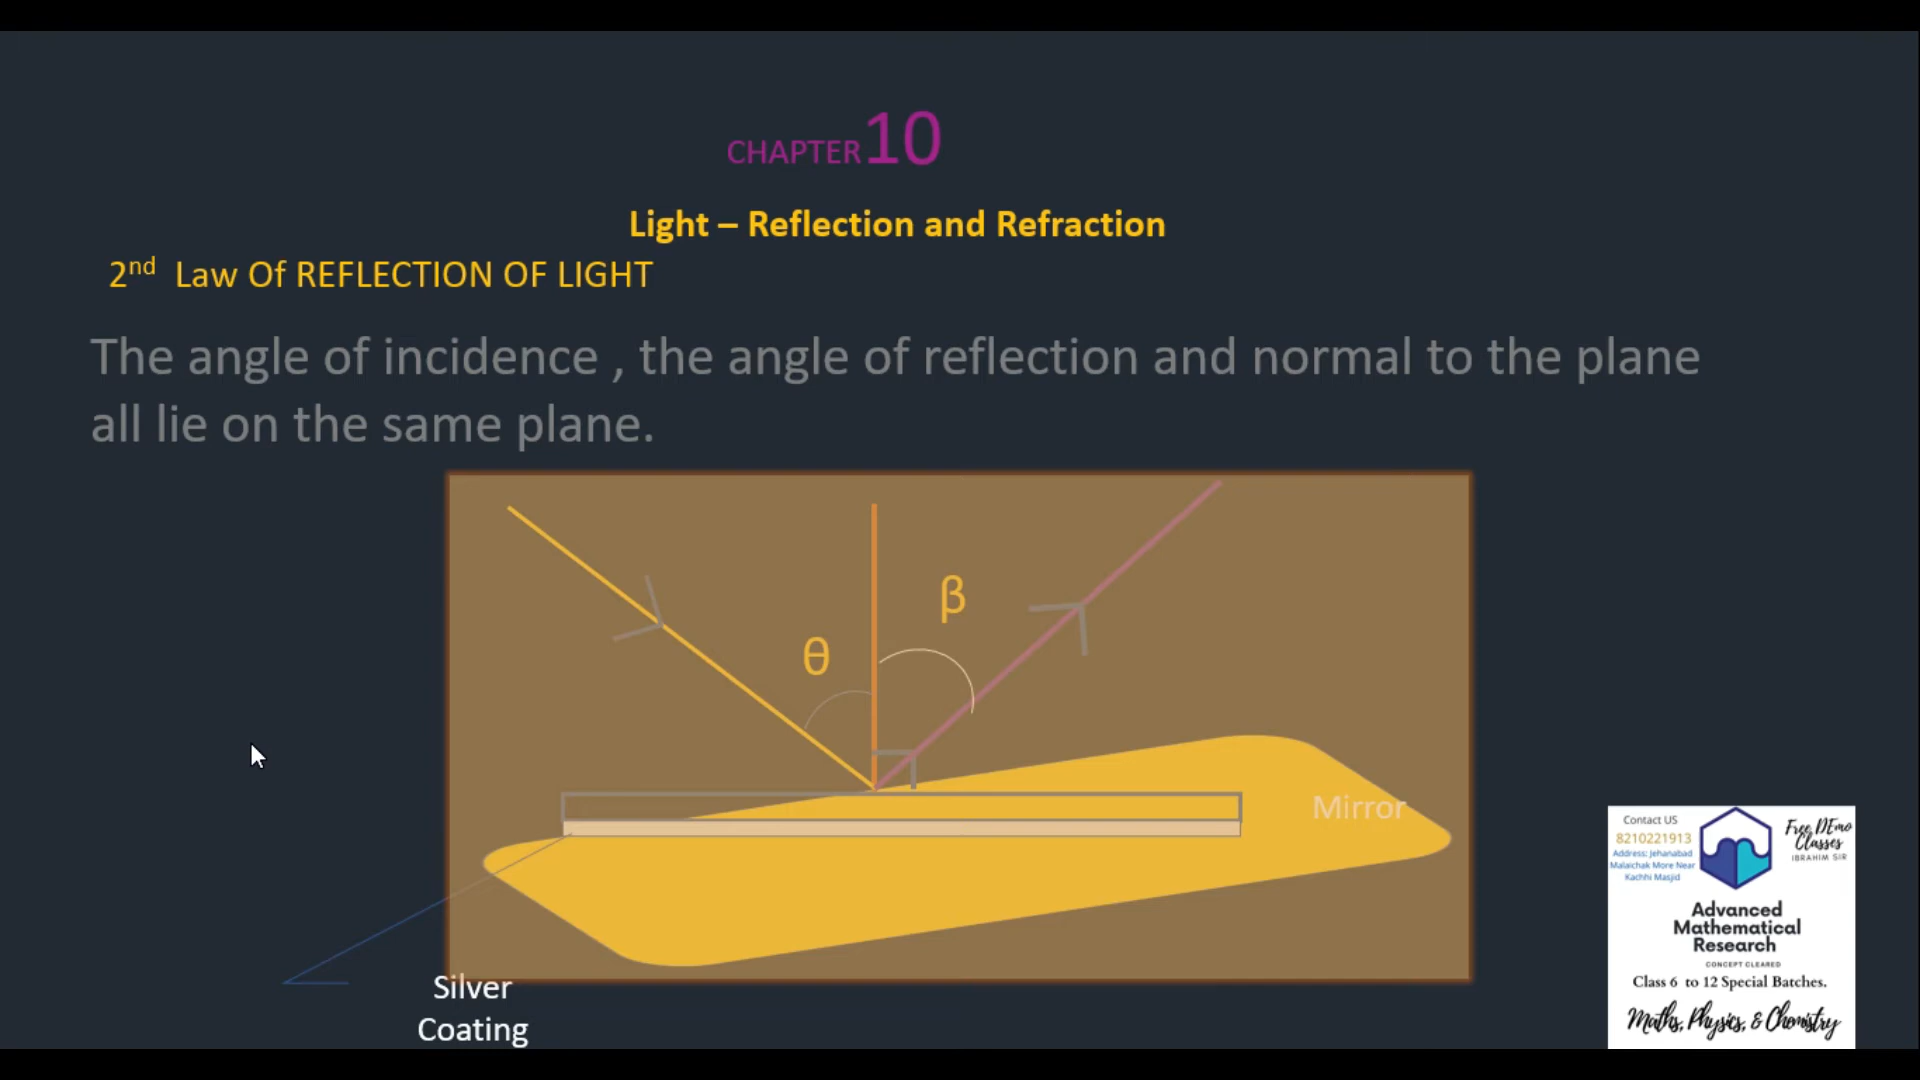 CHAPTER10
Light – Reflection and Refraction
2nd Law Of REFLECTION OF LIGHT
The angle of incidence , the angle of reflection and normal to the plane
all lie on the same plane.
β
θ
Mirror
Silver
Coating
Contact US
8210221913
Address: Jehanabad
Malaichak More Near
Kachhi Masjid
Free DEmo
Classes
IBRAHIM SIR
Advanced
Mathematical
Research
CONCEPT CLEARED
Class 6 to 12 Special Batches.
Maths, Physics, & Chemistry